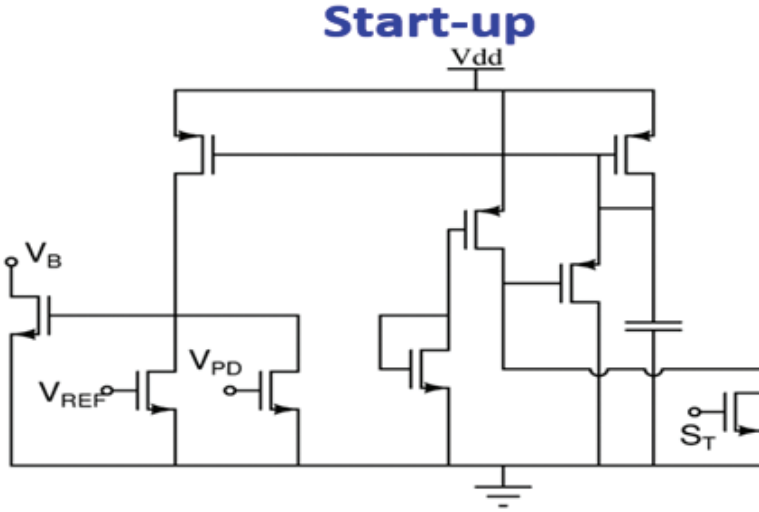 Start-up
Vdd
V_B
V_PD
V_REF
S_T